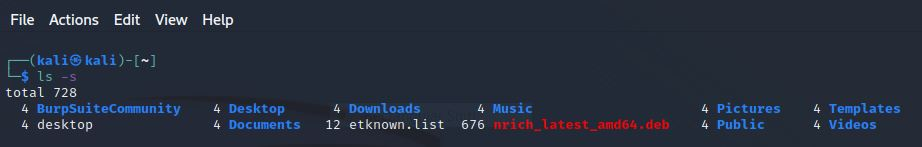 File Actions Edit View Help
┌──(kali㉿kali)-[~]
└─$ ls -s
total 728
4 BurpSuiteCommunity 4 Desktop 4 Downloads 4 Music 4 Pictures 4 Templates
4 desktop 4 Documents 12 etknown.list 676 nrich_latest_amd64.deb 4 Public 4 Videos